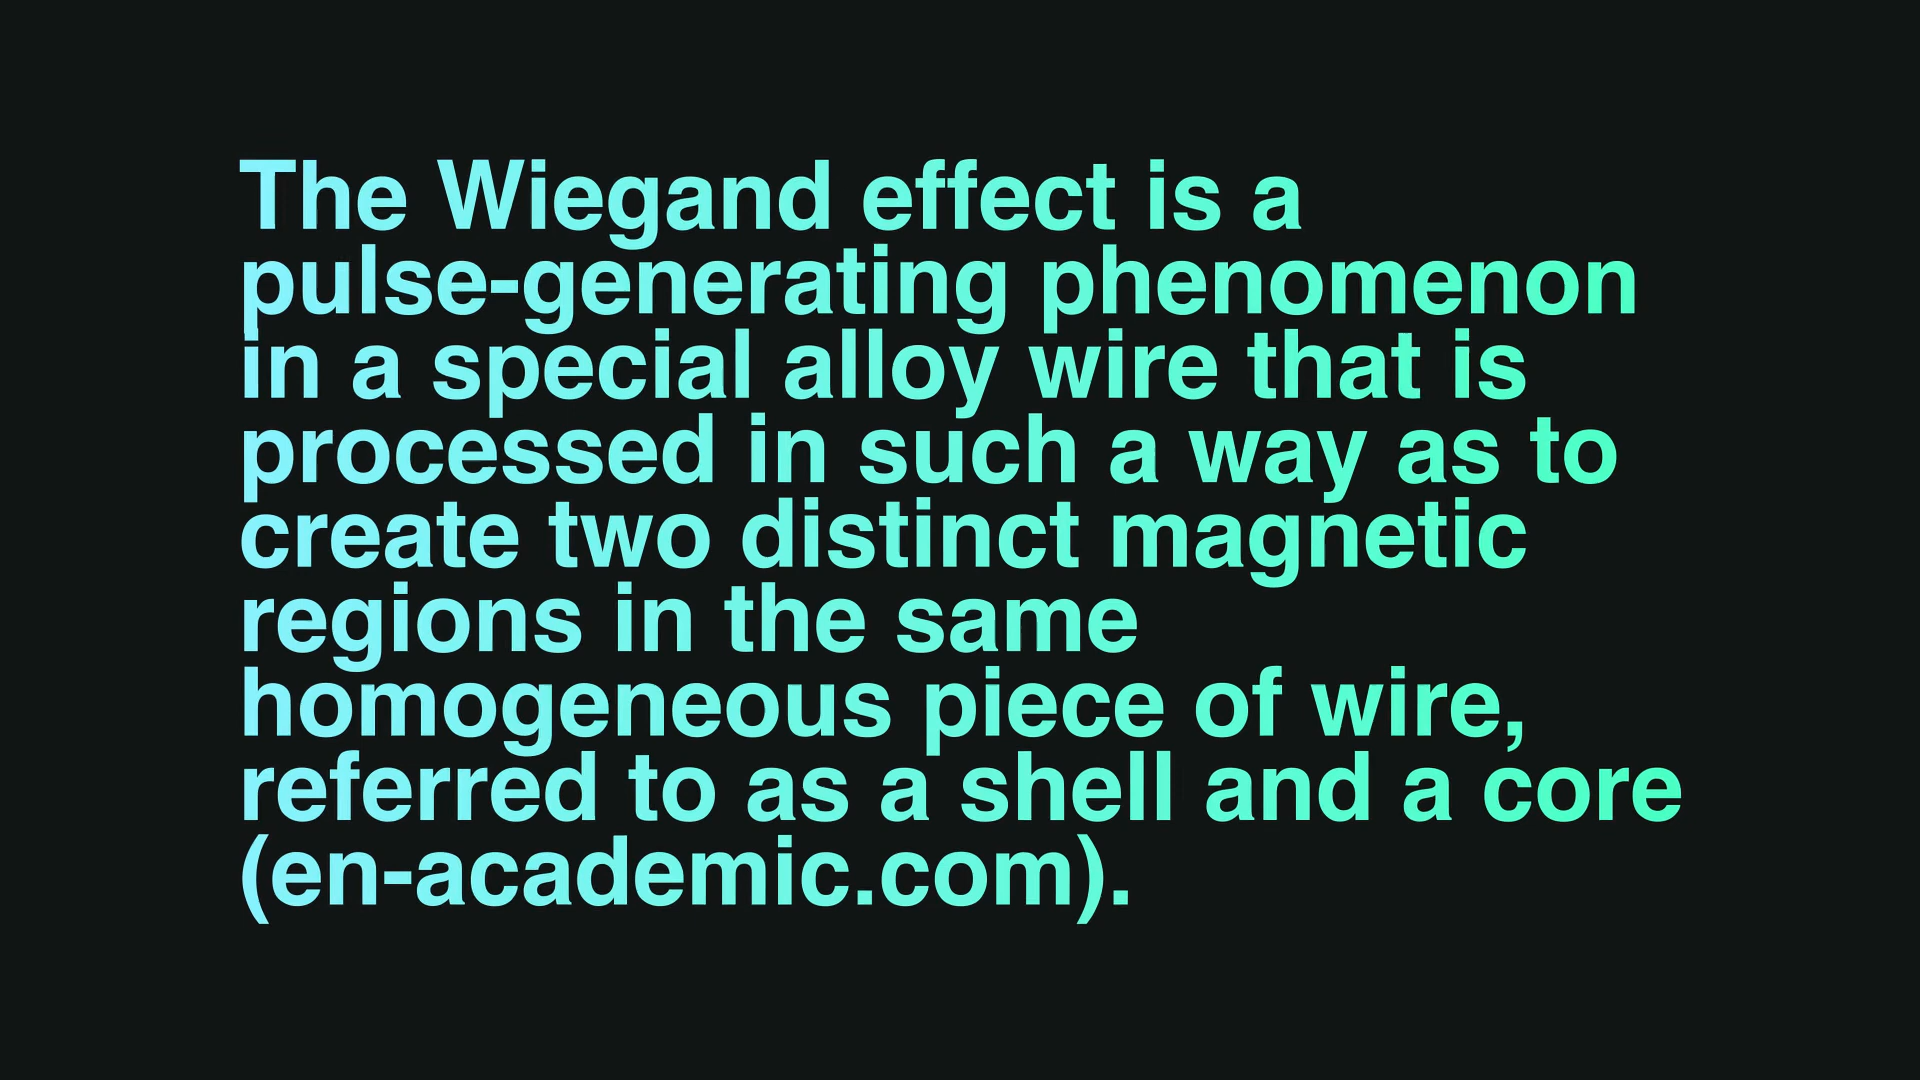 The Wiegand effect is a
pulse-generating phenomenon
in a special alloy wire that is
processed in such a way as to
create two distinct magnetic
regions in the same
homogeneous piece of wire,
referred to as a shell and a core
(en-academic.com).